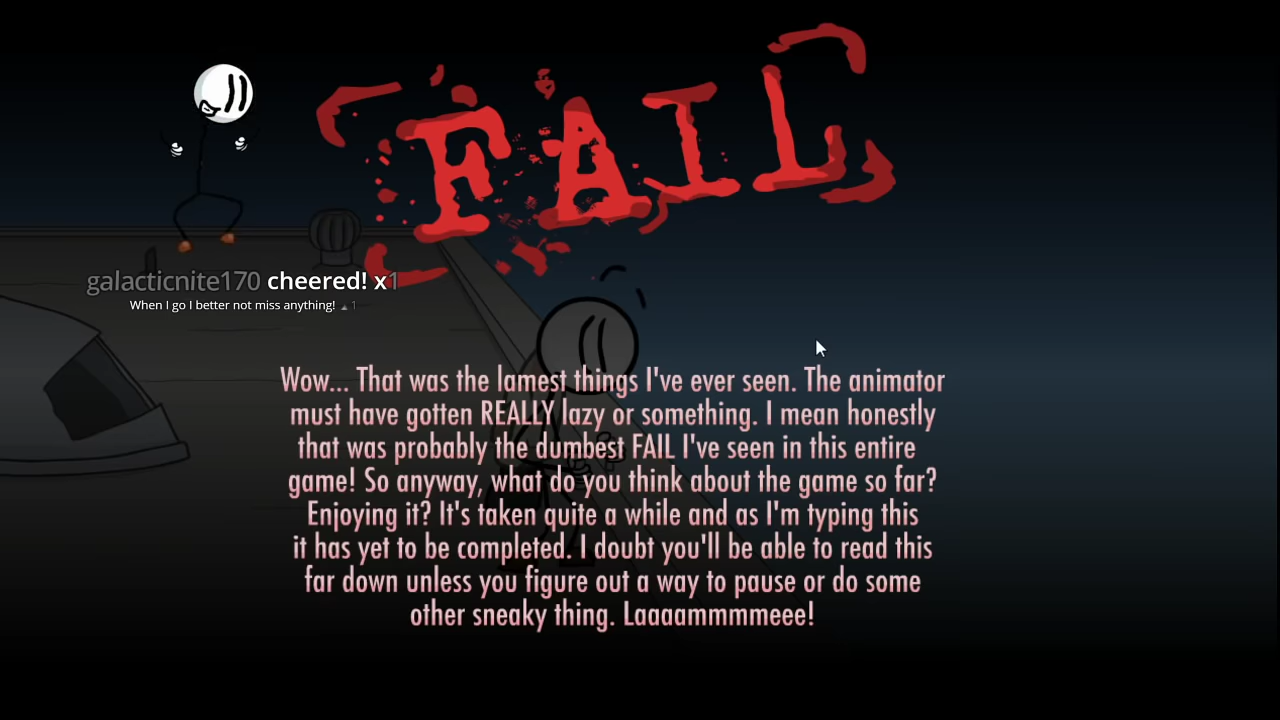 FAIL
galacticnite170 cheered! x1
When I go I better not miss anything! 1
Wow... That was the lamest things I've ever seen. The animator
must have gotten REALLY lazy or something. I mean honestly
that was probably the dumbest FAIL I've seen in this entire
game! So anyway, what do you think about the game so far?
Enjoying it? It's taken quite a while and as I'm typing this
it has yet to be completed. I doubt you'll be able to read this
far down unless you figure out a way to pause or do some
other sneaky thing. Laaaammmmeee!